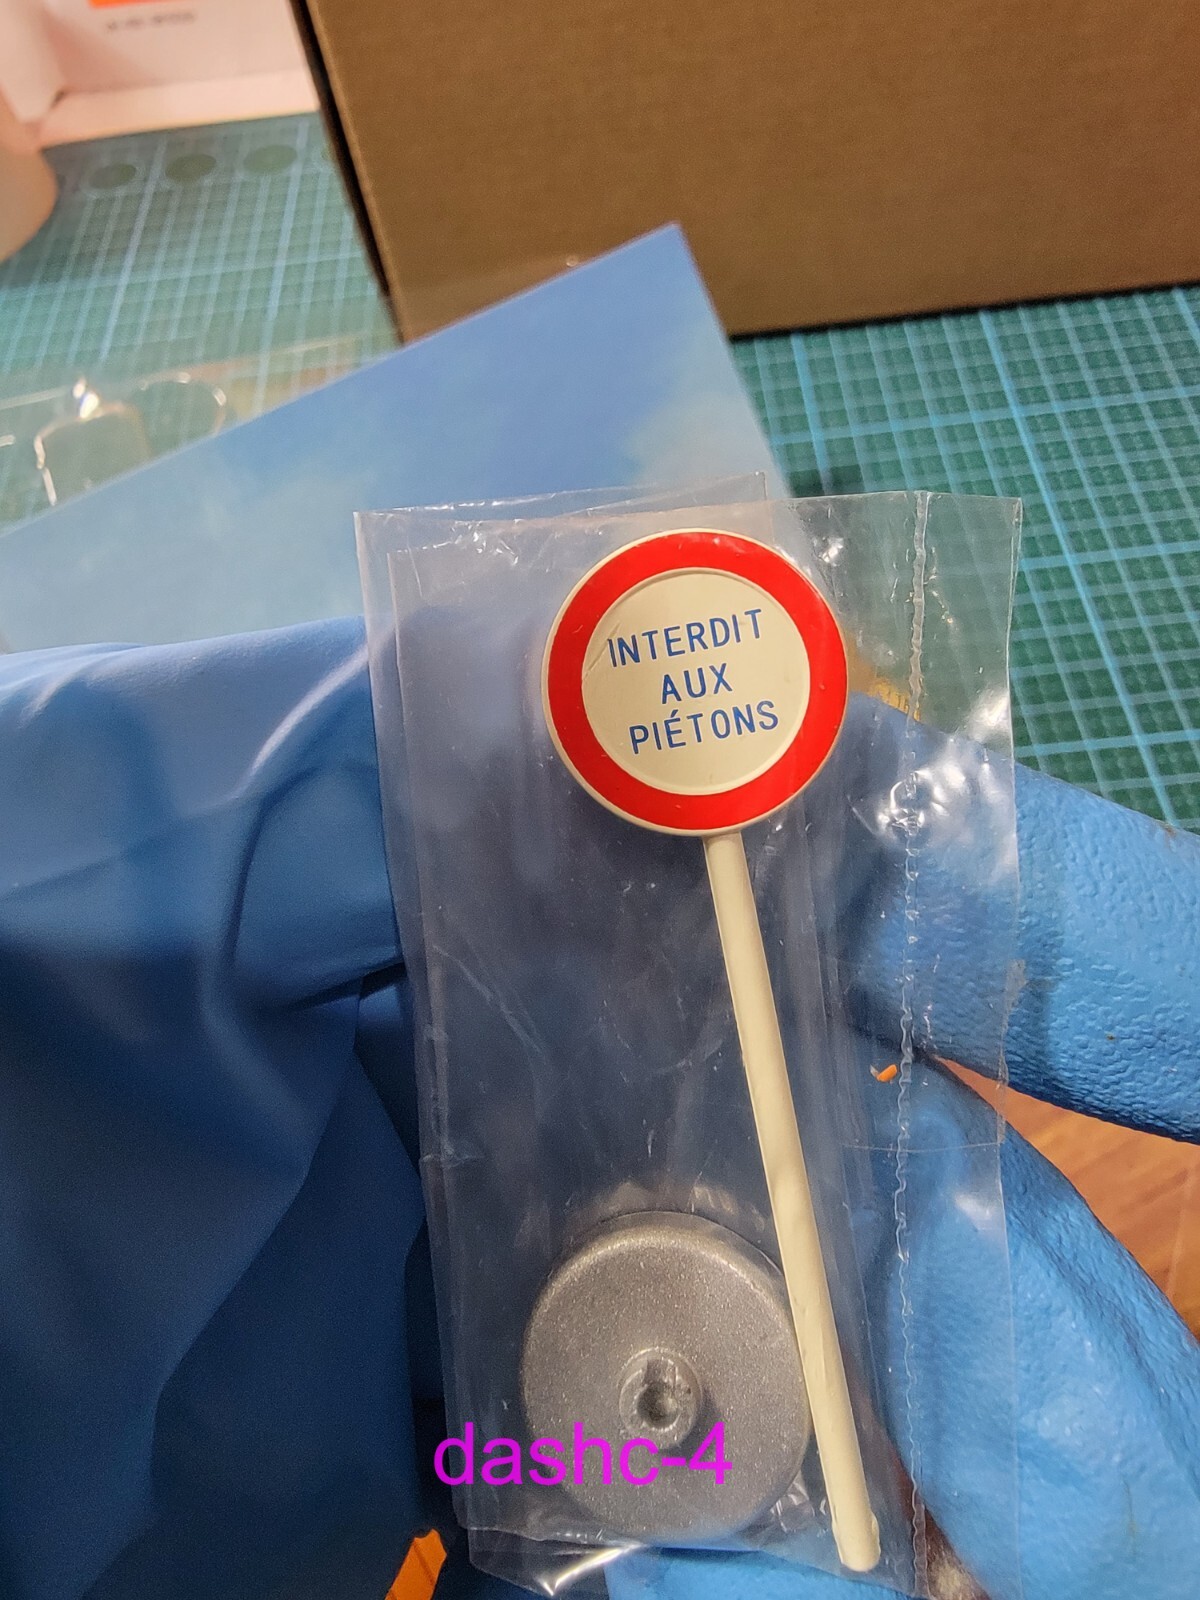 INTERDIT
AUX
PIÉTONS
dashc-4